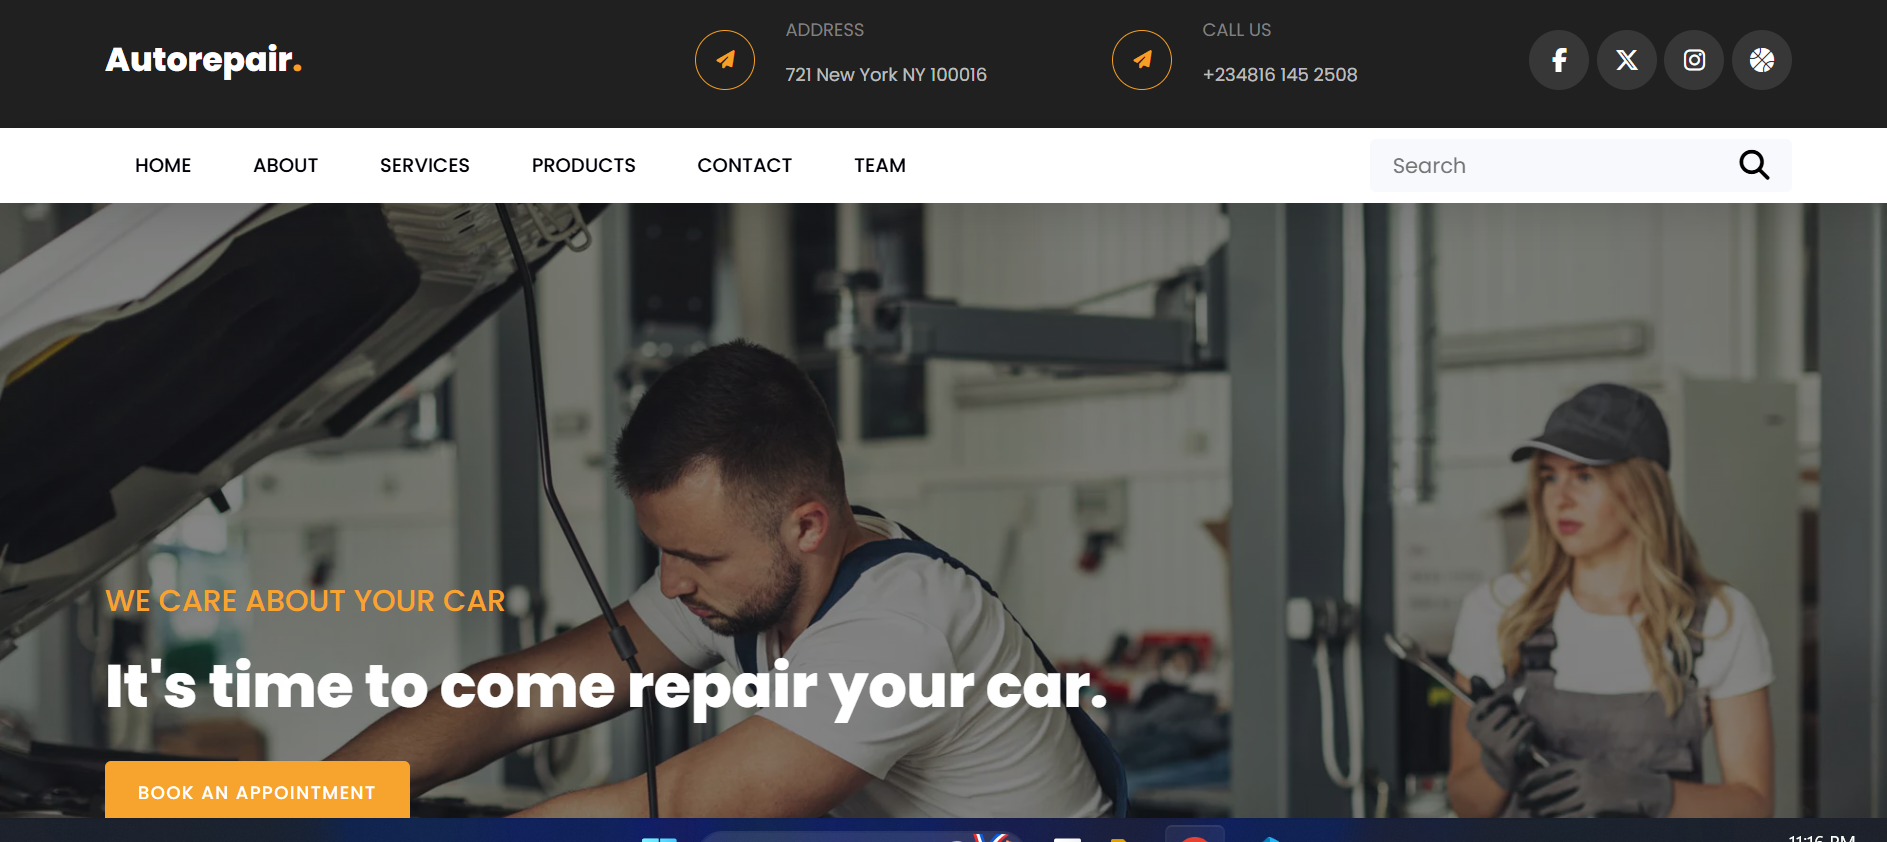 Autorepair.
ADDRESS
721 New York NY 100016
CALL US
+234816 145 2508
HOME ABOUT SERVICES PRODUCTS CONTACT TEAM
Search
WE CARE ABOUT YOUR CAR
It's time to come repair your car.
BOOK AN APPOINTMENT
11:16 PM